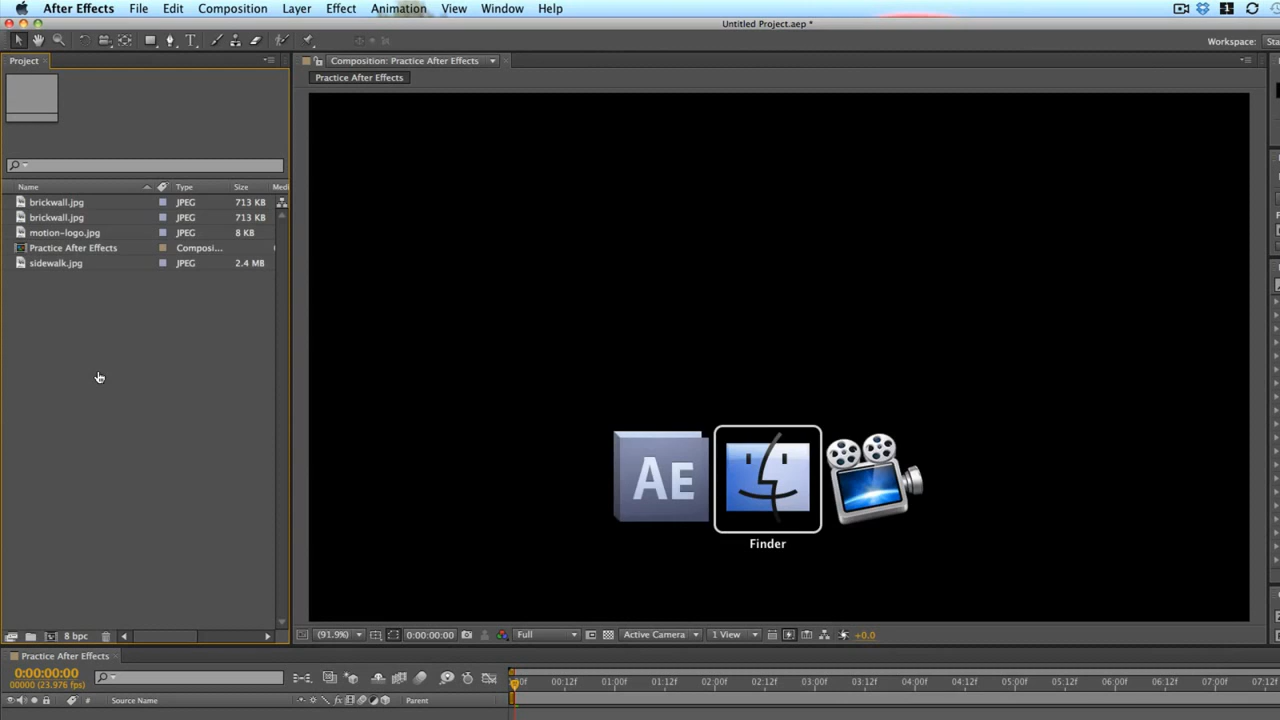 After Effects File Edit Composition Layer Effect Animation View Window Help
Untitled Project.aep *
Workspace:
Project
Composition: Practice After Effects
Practice After Effects
Name Type Size
brickwall.jpg JPEG 713 KB
brickwall.jpg JPEG 713 KB
motion-logo.jpg JPEG 8 KB
Practice After Effects Composi...
sidewalk.jpg JPEG 2.4 MB
AE
Finder
8 bpc (91.9%) 0:00:00:00 Full Active Camera 1 View +0.0
Practice After Effects
0:00:00:00
00000 (23.976 fps)
00:12f 01:00f 01:12f 02:00f 02:12f 03:00f 03:12f 04:00f 04:12f 05:00f 05:12f 06:00f 06:12f 07:00f
# Source Name fx Parent